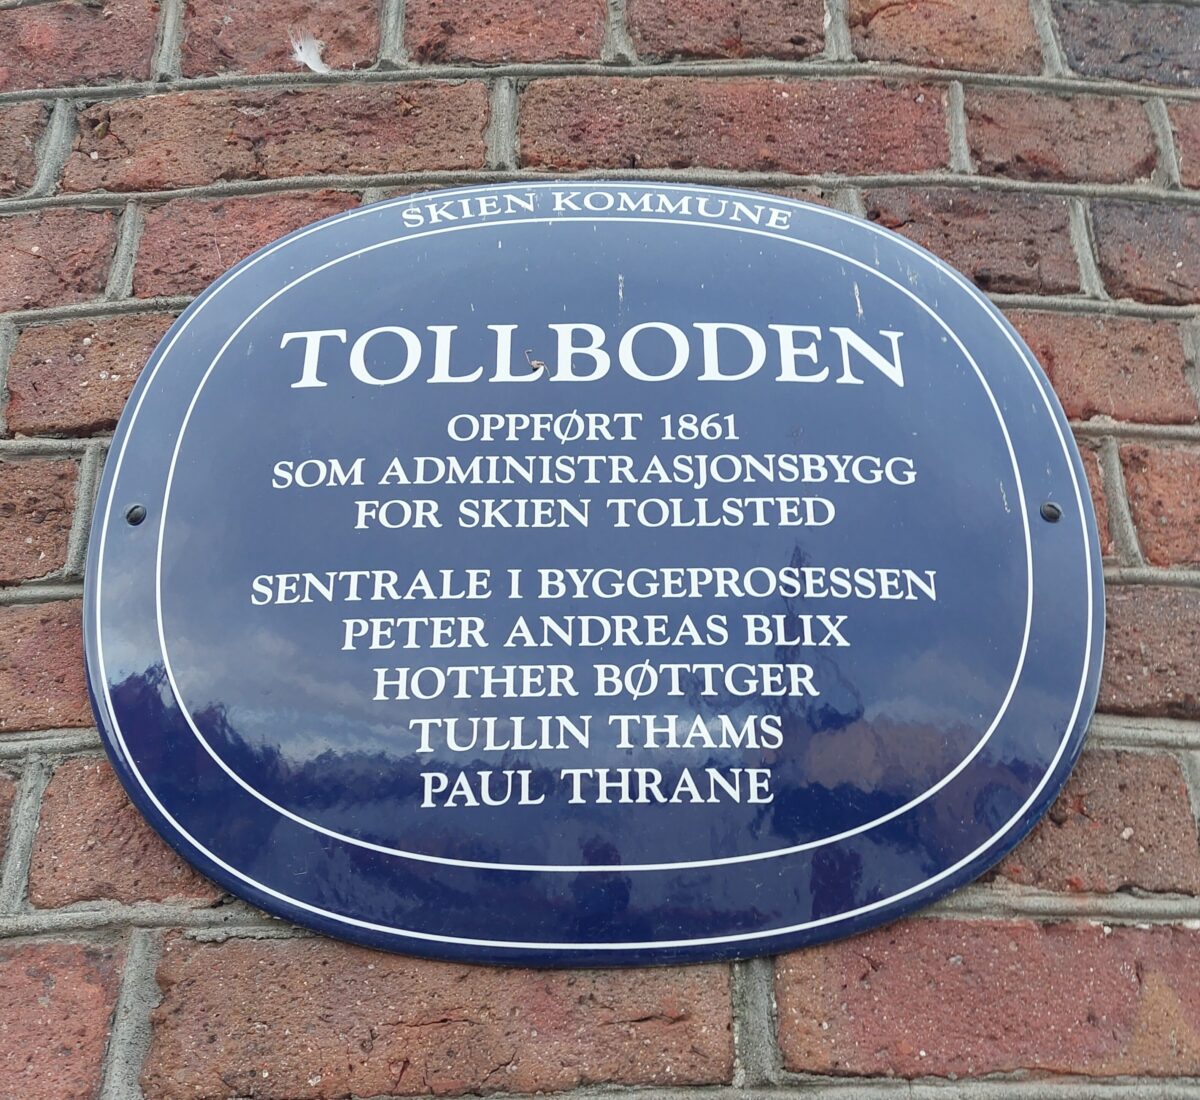 SKIEN KOMMUNE
TOLLBODEN
OPPFØRT 1861
SOM ADMINISTRASJONSBYGG
FOR SKIEN TOLLSTED
SENTRALE I BYGGEPROSESSEN
PETER ANDREAS BLIX
HOTHER BØTTGER
TULLIN THAMS
PAUL THRANE